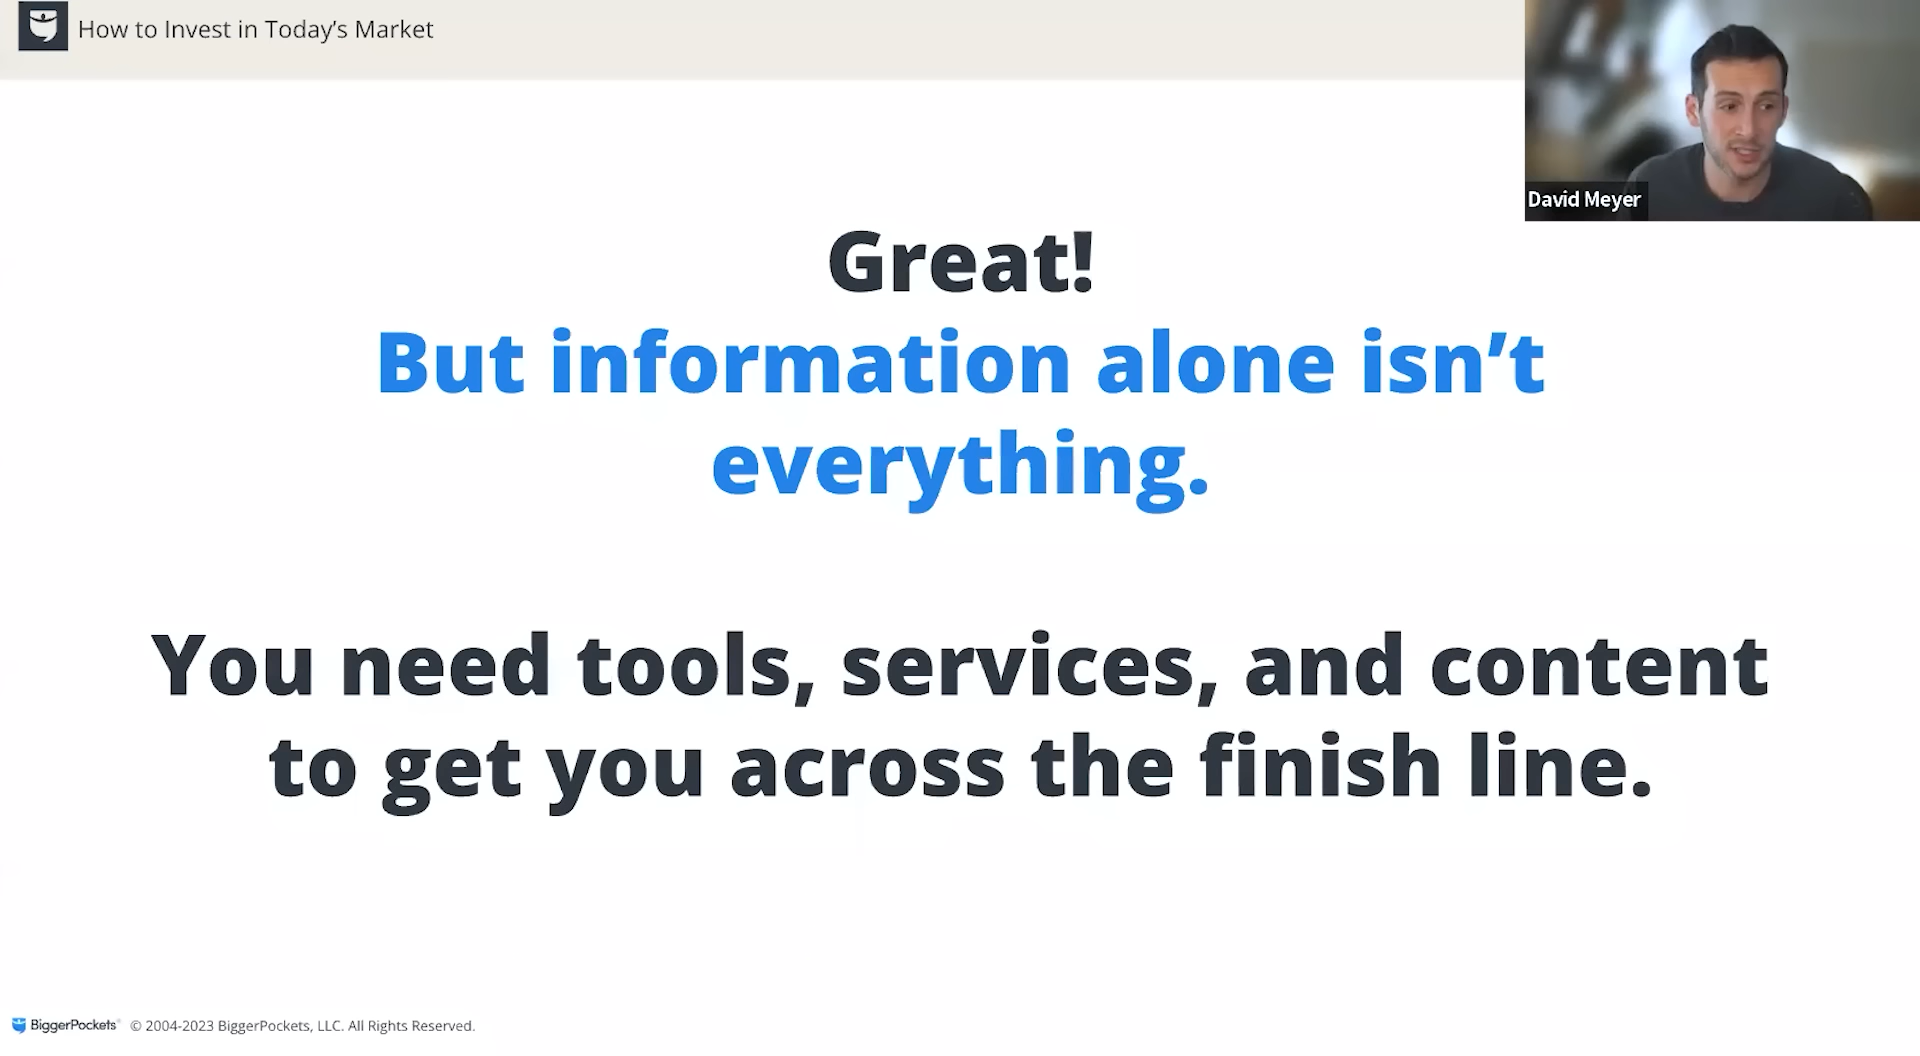 How to Invest in Today’s Market
David Meyer
Great!
But information alone isn’t
everything.
You need tools, services, and content
to get you across the finish line.
BiggerPockets® © 2004-2023 BiggerPockets, LLC. All Rights Reserved.